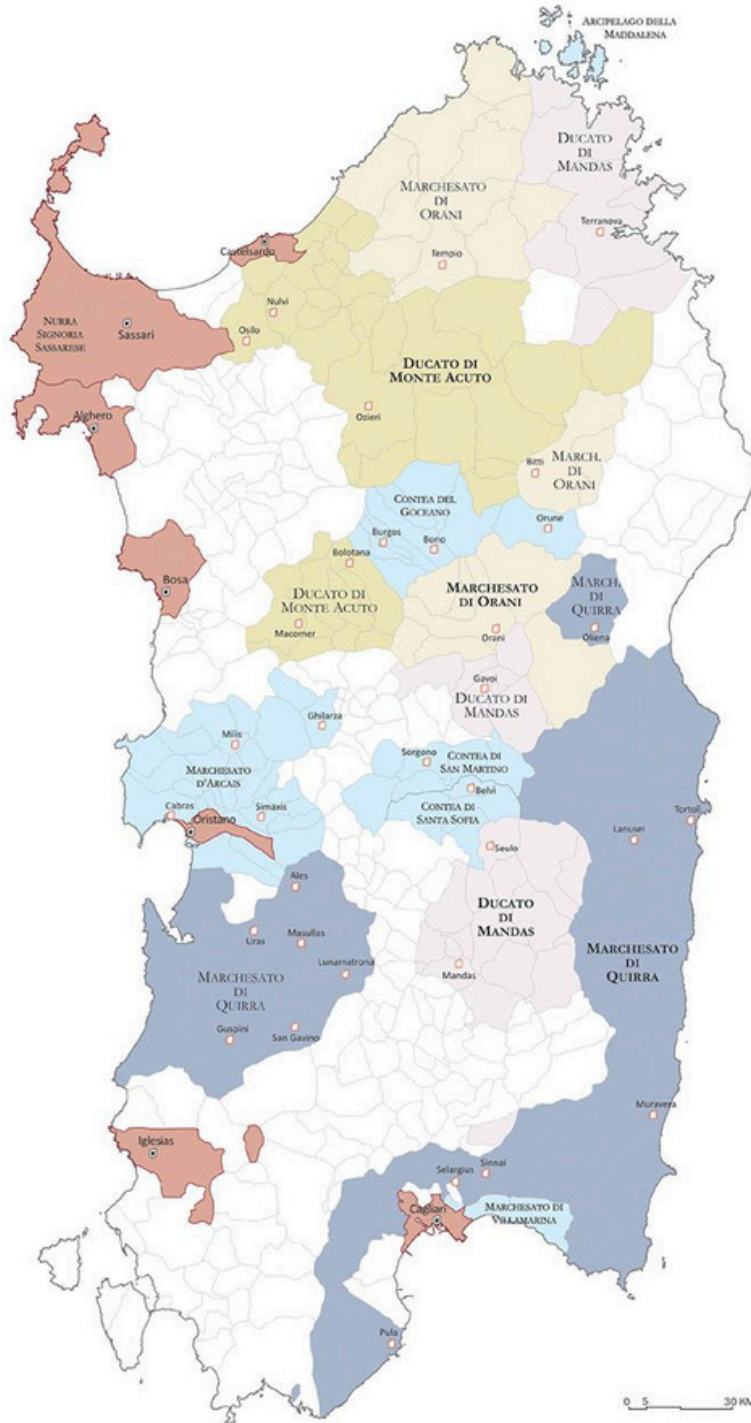 ARCIPELAGO DELLA
MADDALENA
DUCATO
DI
MANDAS
MARCHESATO
DI
ORANI
Terranova
Castelsardo
Tempio
Nulvi
NURRA
SIGNORIA
SASSARESE
Sassari
Osilo
DUCATO DI
MONTE ACUTO
Ozieri
Alghero
Bitti
MARCH.
DI
ORANI
CONTEA DEL
GOCEANO
Orune
Burgos
Bono
Bolotana
Bosa
DUCATO DI
MONTE ACUTO
Macomer
MARCHESATO
DI ORANI
Orani
MARCH.
DI
QUIRRA
Oliena
Gavoi
DUCATO DI
MANDAS
Ghilarza
Milis
MARCHESATO
D'ARCAIS
Cabras
Simaxis
Oristano
Sorgono
CONTEA DI
SAN MARTINO
Belvi
CONTEA DI
SANTA SOFIA
Seulo
Tortolì
Lanusei
Ales
Uras
Masullas
Lunamatrona
MARCHESATO
DI
QUIRRA
Guspini
San Gavino
DUCATO
DI
MANDAS
Mandas
MARCHESATO
DI
QUIRRA
Muravera
Iglesias
Selargius
Sinnai
Cagliari
MARCHESATO DI
VILLAMARINA
Pula
0 5 30 KM